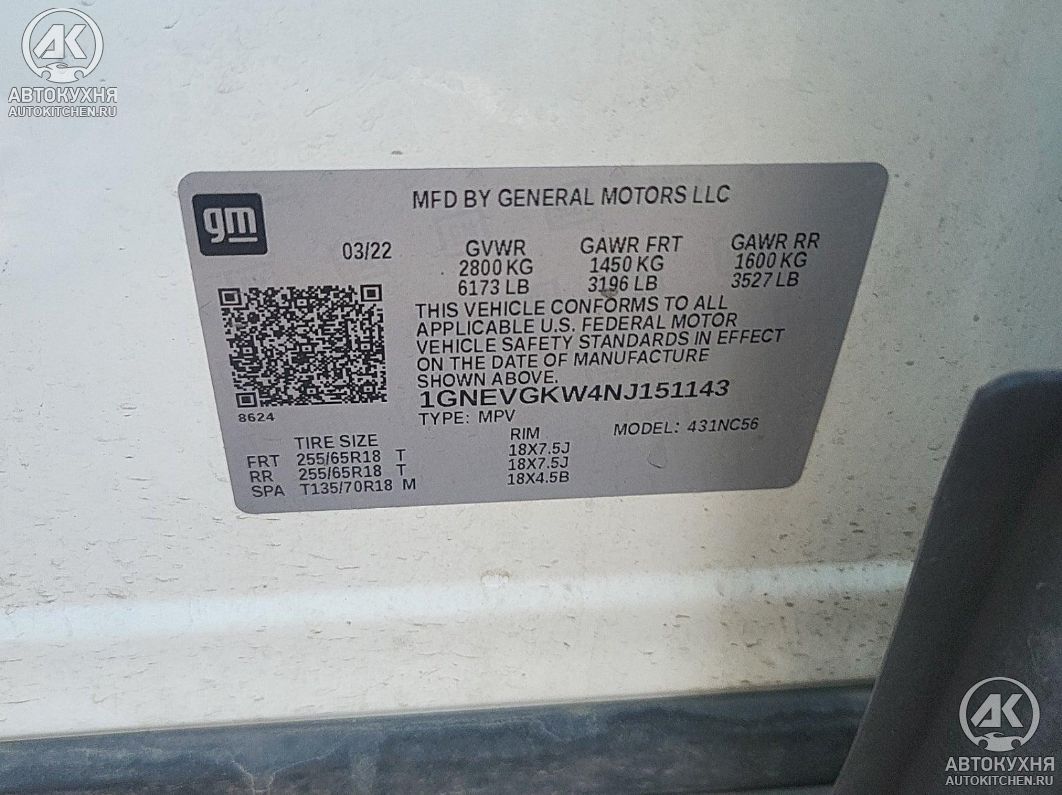 AK
АВТОКУХНЯ
AUTOKITCHEN.RU
gm
MFD BY GENERAL MOTORS LLC
03/22 GVWR GAWR FRT GAWR RR
2800 KG 1450 KG 1600 KG
6173 LB 3196 LB 3527 LB
THIS VEHICLE CONFORMS TO ALL
APPLICABLE U.S. FEDERAL MOTOR
VEHICLE SAFETY STANDARDS IN EFFECT
ON THE DATE OF MANUFACTURE
SHOWN ABOVE.
1GNEVGKW4NJ151143
8624
TYPE: MPV
MODEL: 431NC56
TIRE SIZE RIM
FRT 255/65R18 T 18X7.5J
RR 255/65R18 T 18X7.5J
SPA T135/70R18 M 18X4.5B
AK
АВТОКУХНЯ
AUTOKITCHEN.RU